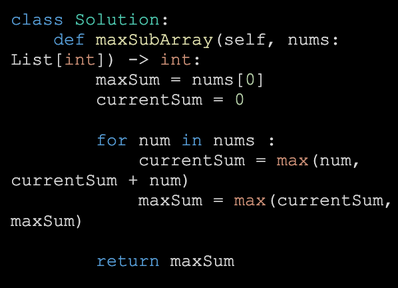 class Solution:
    def maxSubArray(self, nums:
List[int]) -> int:
        maxSum = nums[0]
        currentSum = 0

        for num in nums :
            currentSum = max(num,
currentSum + num)
            maxSum = max(currentSum,
maxSum)

        return maxSum